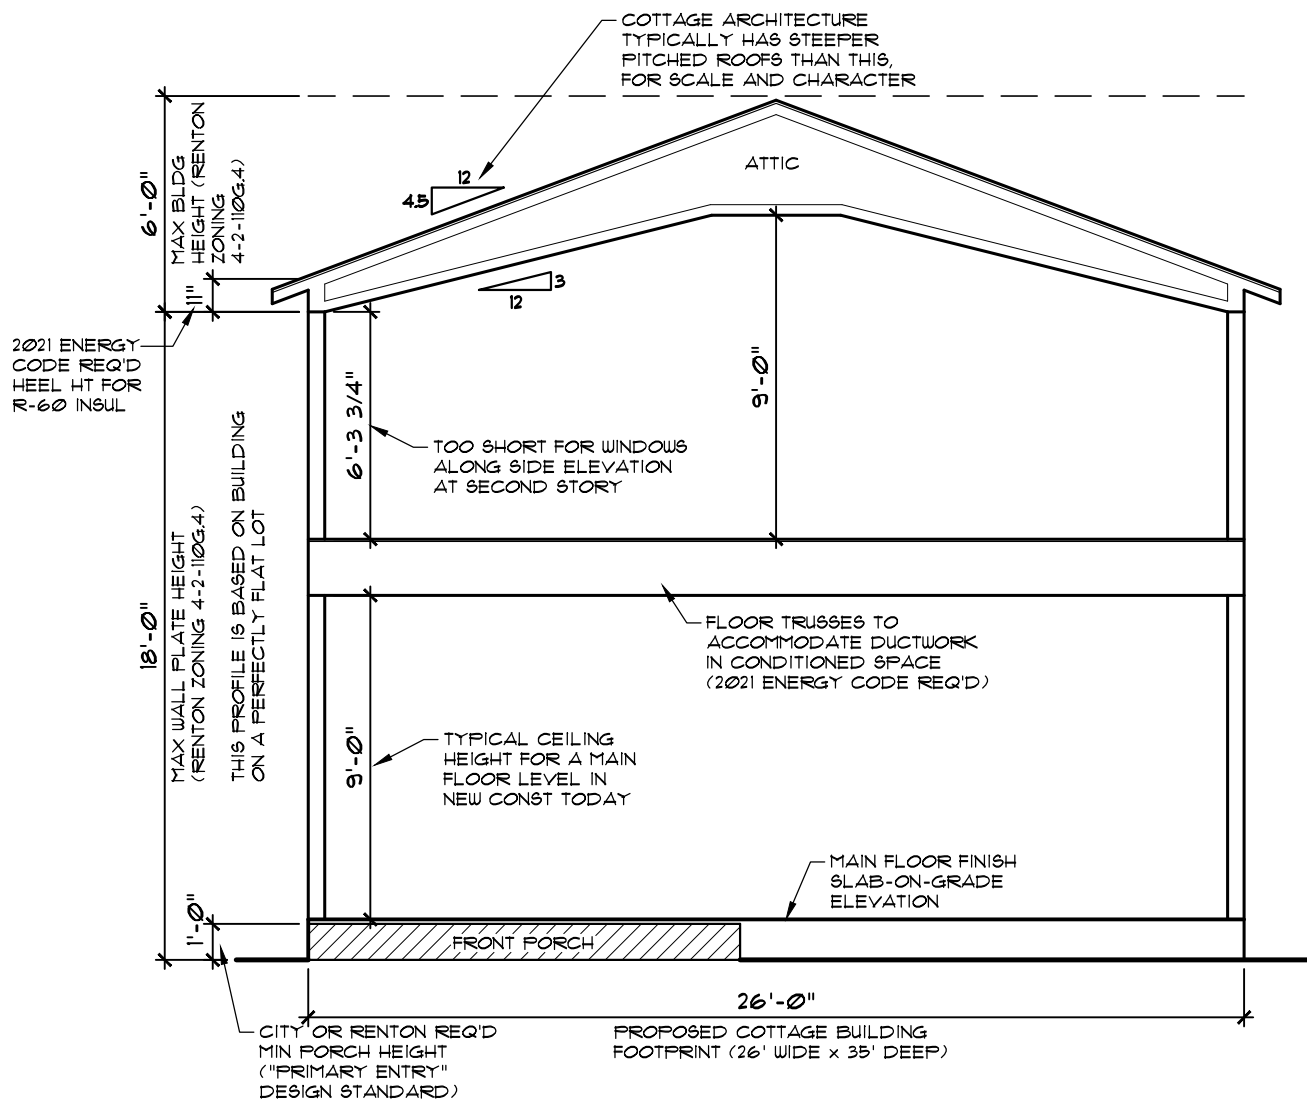 COTTAGE ARCHITECTURE
TYPICALLY HAS STEEPER
PITCHED ROOFS THAN THIS,
FOR SCALE AND CHARACTER
6'-0"
MAX BLDG
HEIGHT (RENTON
ZONING
4-2-110G.4)
ATTIC
12
4.5
3
12
11"
2021 ENERGY
CODE REQ'D
HEEL HT FOR
R-60 INSUL
9'-0"
6'-3 3/4"
TOO SHORT FOR WINDOWS
ALONG SIDE ELEVATION
AT SECOND STORY
18'-0"
MAX WALL PLATE HEIGHT
(RENTON ZONING 4-2-110G.4)
THIS PROFILE IS BASED ON BUILDING
ON A PERFECTLY FLAT LOT
FLOOR TRUSSES TO
ACCOMMODATE DUCTWORK
IN CONDITIONED SPACE
(2021 ENERGY CODE REQ'D)
9'-0"
TYPICAL CEILING
HEIGHT FOR A MAIN
FLOOR LEVEL IN
NEW CONST TODAY
MAIN FLOOR FINISH
SLAB-ON-GRADE
ELEVATION
1'-0"
FRONT PORCH
26'-0"
CITY OR RENTON REQ'D
MIN PORCH HEIGHT
("PRIMARY ENTRY"
DESIGN STANDARD)
PROPOSED COTTAGE BUILDING
FOOTPRINT (26' WIDE x 35' DEEP)